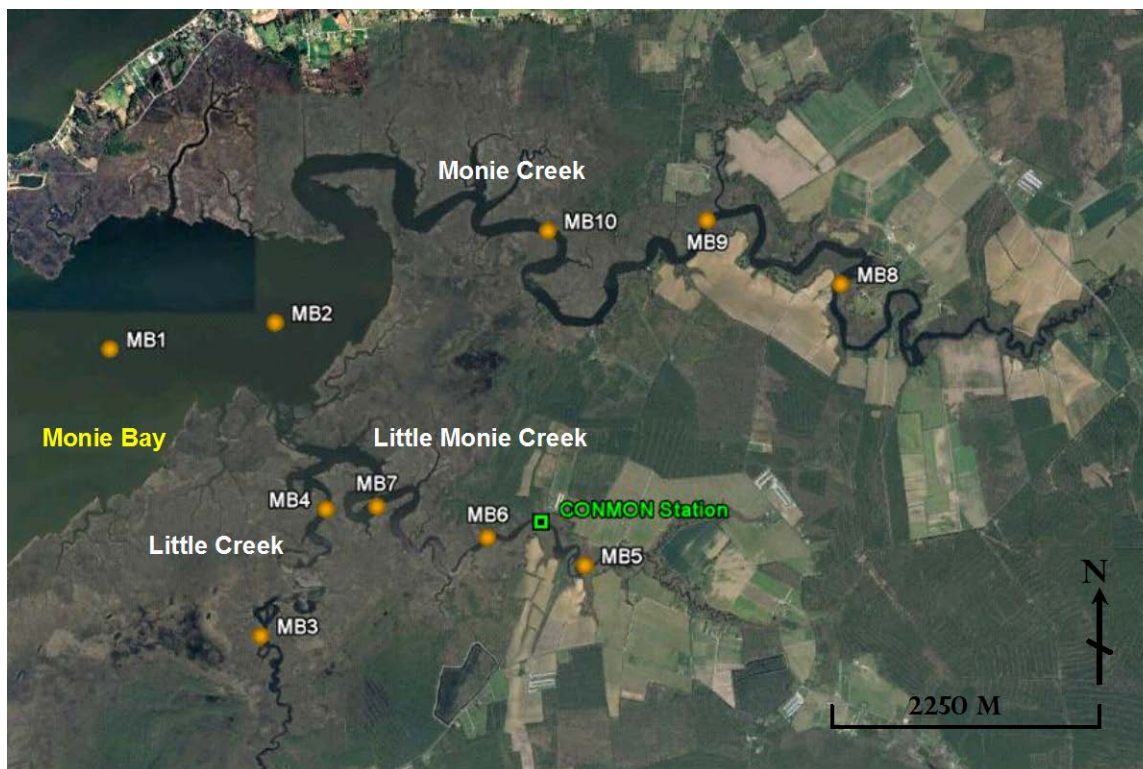 Monie Creek
MB10
MB9
MB8
MB2
MB1
Monie Bay
Little Monie Creek
MB7
MB4
CONMON Station
MB6
Little Creek
MB5
MB3
N
2250 M